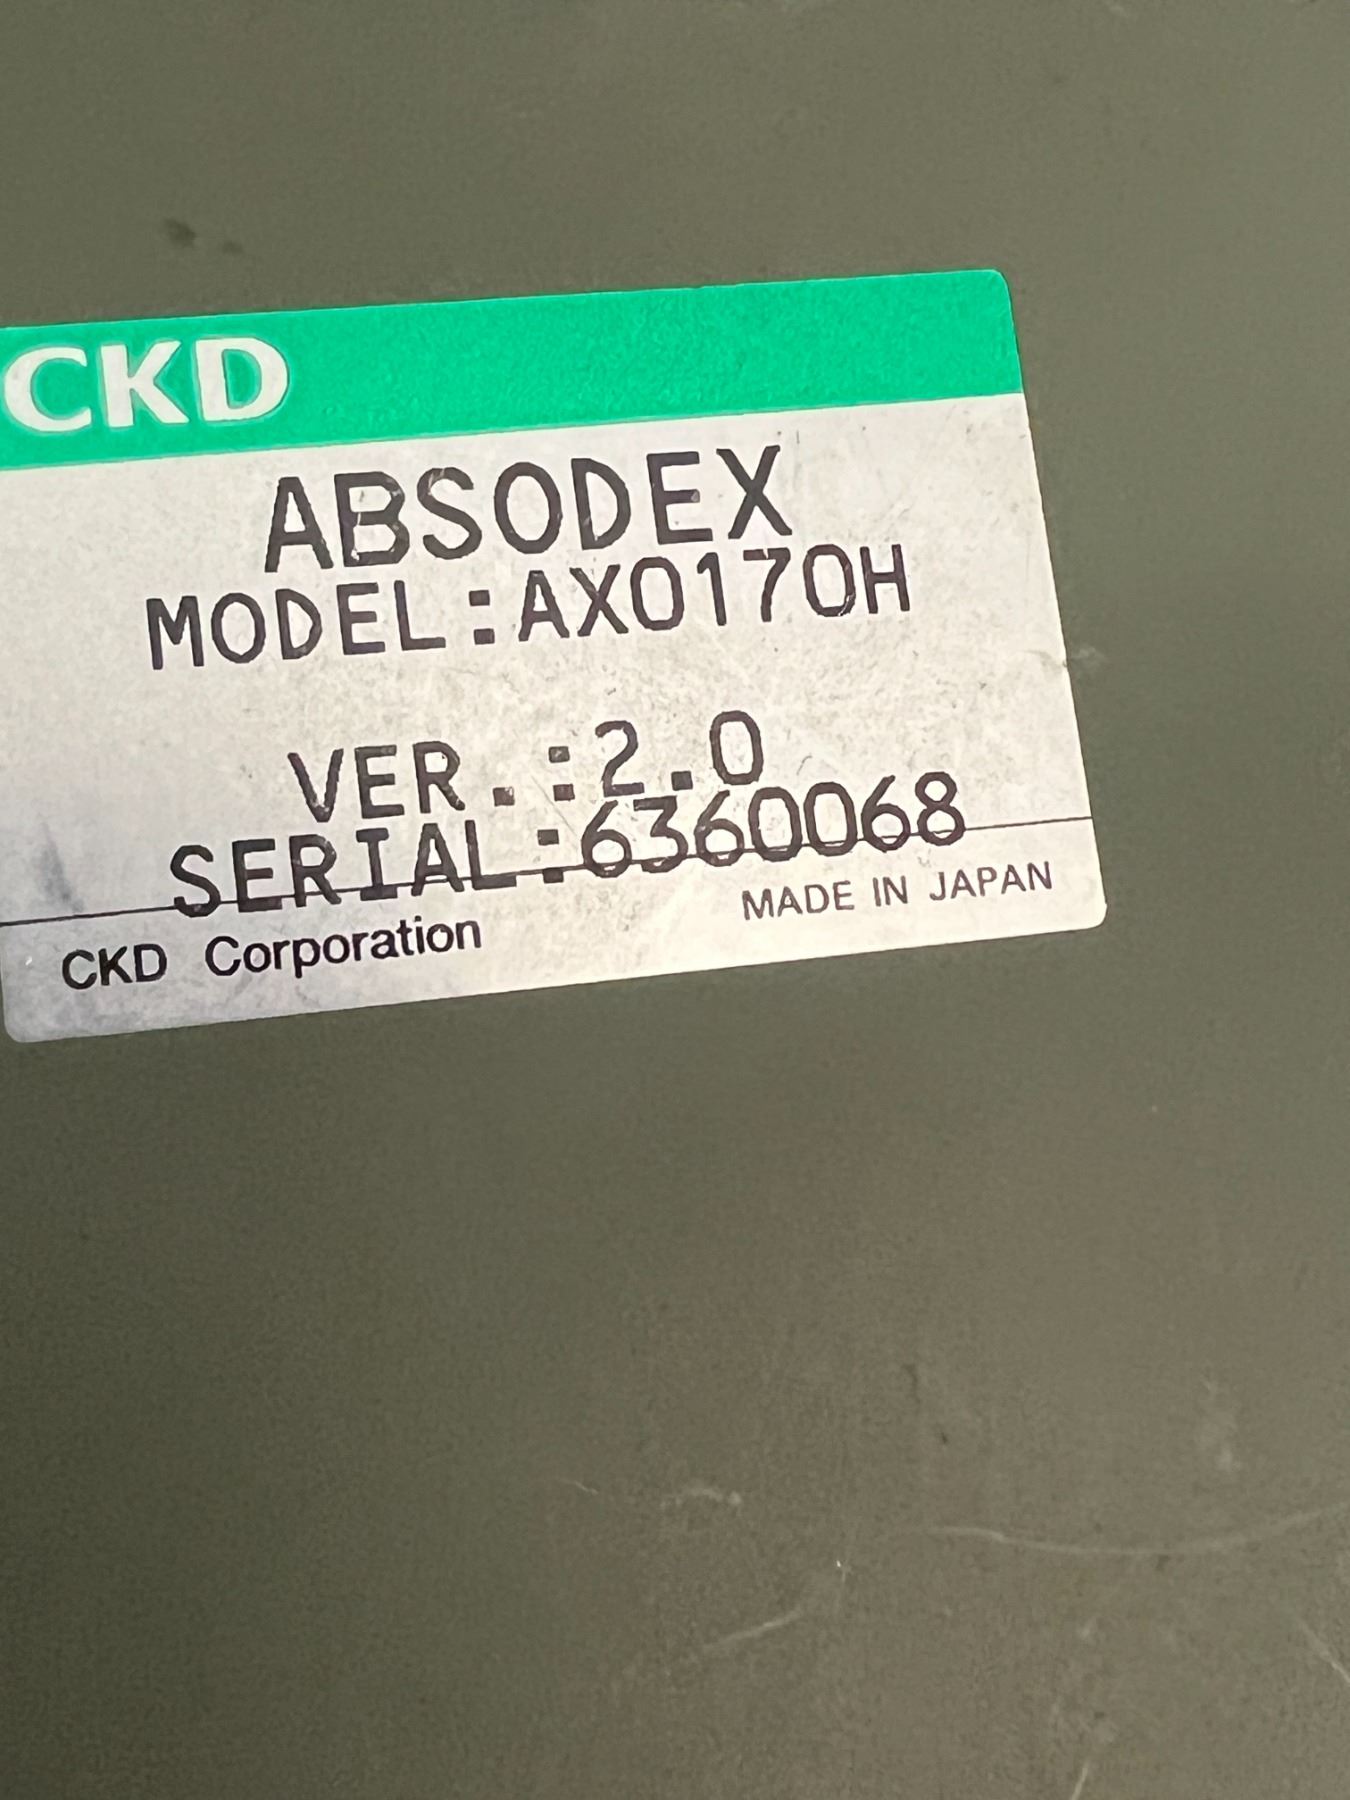 CKD
ABSODEX
MODEL:AX0170H
VER.:2.0
SERIAL:6360068
CKD Corporation
MADE IN JAPAN